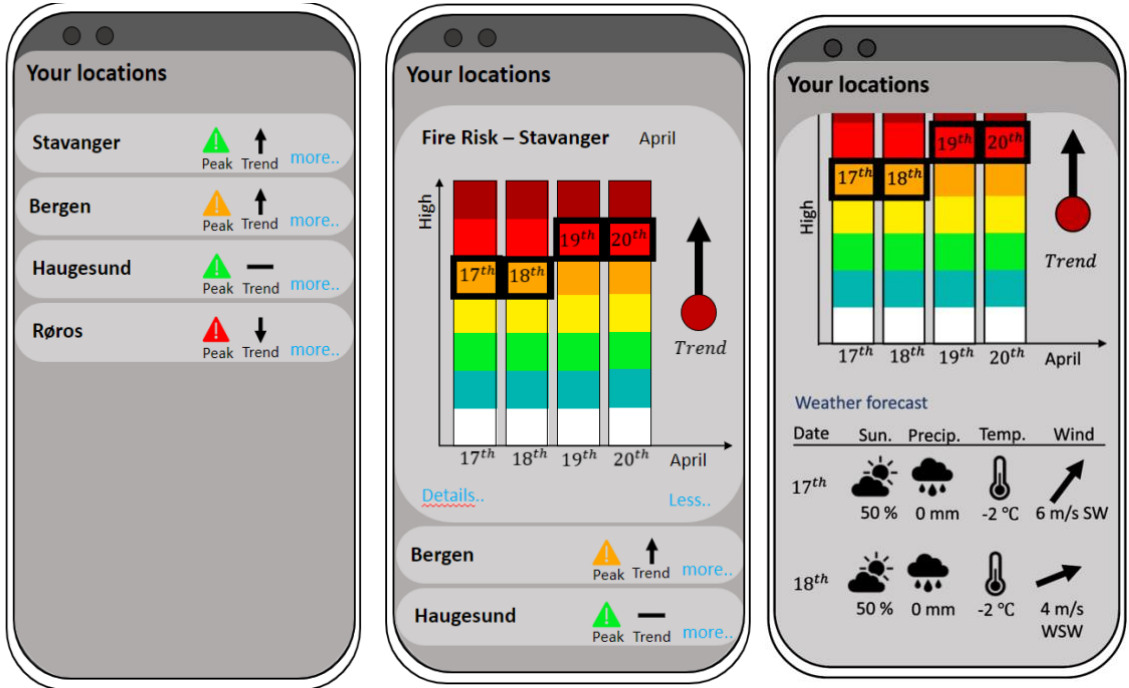 Your locations
Stavanger
Peak Trend more..
Bergen
Peak Trend more..
Haugesund
Peak Trend more..
Røros
Peak Trend more..
Your locations
Fire Risk – Stavanger April
High
19th 20th
17th 18th
Trend
17th 18th 19th 20th April
Details.. Less..
Bergen
Peak Trend more..
Haugesund
Peak Trend more..
Your locations
19th 20th
17th 18th
High
Trend
17th 18th 19th 20th April
Weather forecast
Date Sun. Precip. Temp. Wind
17th
50 % 0 mm -2 °C 6 m/s SW
18th
50 % 0 mm -2 °C 4 m/s
WSW